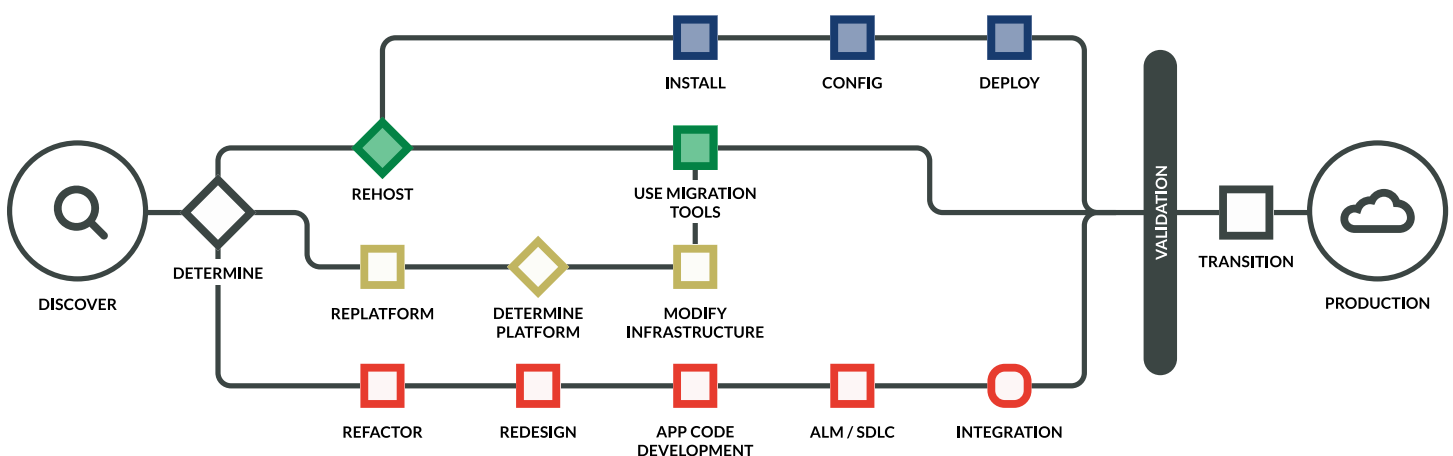 INSTALL
CONFIG
DEPLOY
REHOST
USE MIGRATION
TOOLS
VALIDATION
DETERMINE
DISCOVER
REPLATFORM
DETERMINE
PLATFORM
MODIFY
INFRASTRUCTURE
TRANSITION
PRODUCTION
REFACTOR
REDESIGN
APP CODE
DEVELOPMENT
ALM / SDLC
INTEGRATION